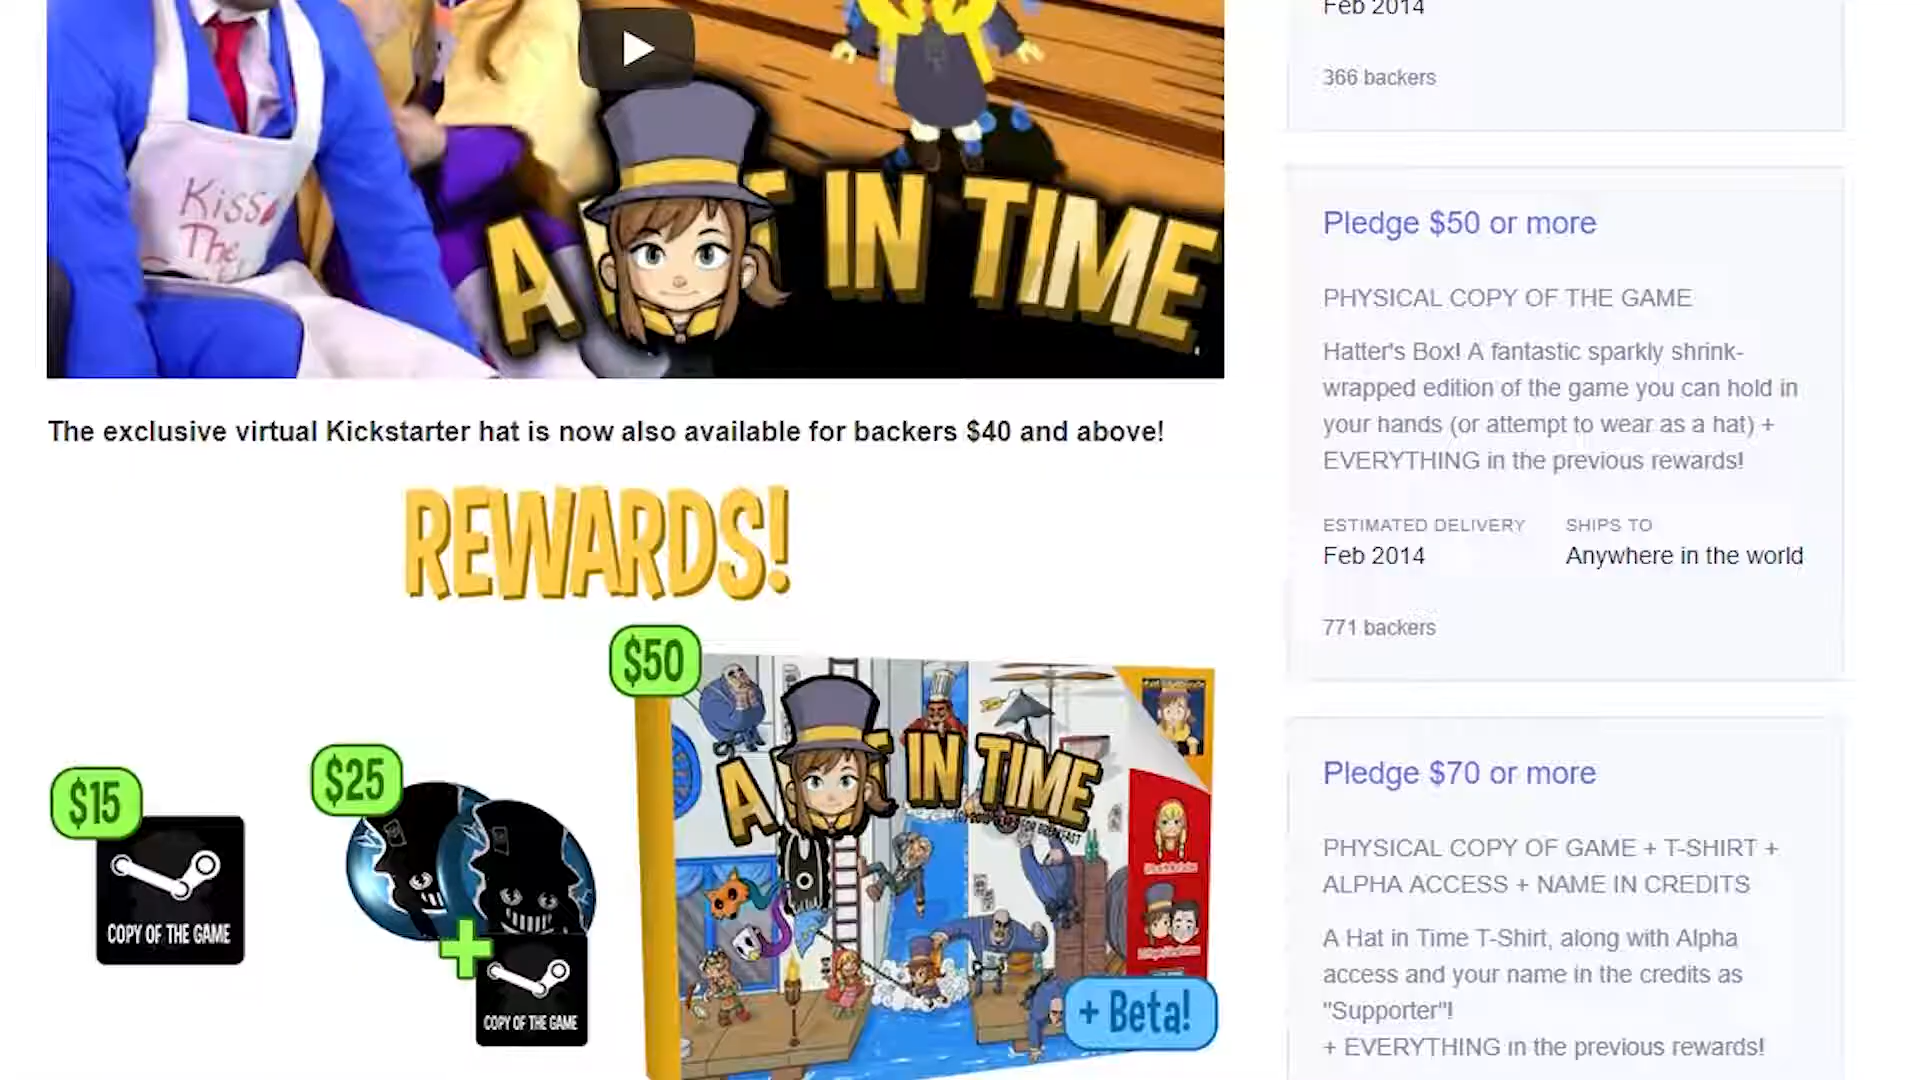 Kiss
The
A IN TIME
The exclusive virtual Kickstarter hat is now also available for backers $40 and above!
REWARDS!
$15
COPY OF THE GAME
$25
+
COPY OF THE GAME
$50
A IN TIME
+ Beta!
Feb 2014
366 backers
Pledge $50 or more
PHYSICAL COPY OF THE GAME
Hatter's Box! A fantastic sparkly shrink-
wrapped edition of the game you can hold in
your hands (or attempt to wear as a hat) +
EVERYTHING in the previous rewards!
ESTIMATED DELIVERY SHIPS TO
Feb 2014 Anywhere in the world
771 backers
Pledge $70 or more
PHYSICAL COPY OF GAME + T-SHIRT +
ALPHA ACCESS + NAME IN CREDITS
A Hat in Time T-Shirt, along with Alpha
access and your name in the credits as
"Supporter"!
+ EVERYTHING in the previous rewards!